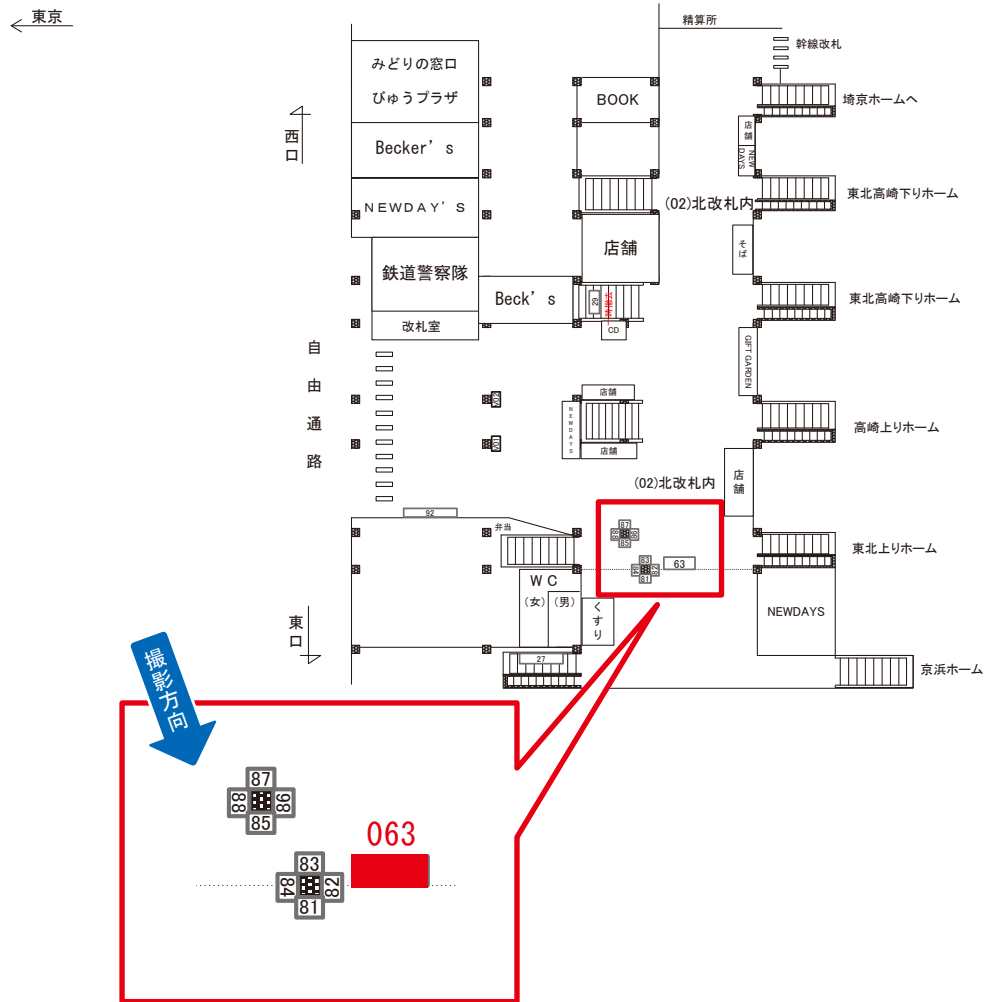 東京
精算所
幹線改札
みどりの窓口
びゅうプラザ
BOOK
埼京ホームへ
西口
店舗
NEW DAYS
Becker's
東北高崎下りホーム
(02)北改札内
NEWDAY'S
店舗
そば
鉄道警察隊
Beck's
29
東北高崎下りホーム
改札室
CD
自由通路
GIFT GARDEN
店舗
V02
NEWDAYS
高崎上りホーム
V01
店舗
(02)北改札内
店舗
92
弁当
87
88
86
85
東北上りホーム
83
84
82
81
63
WC
(女)
(男)
くすり
NEWDAYS
東口
27
京浜ホーム
撮影方向
87
88
86
85
063
83
84
82
81